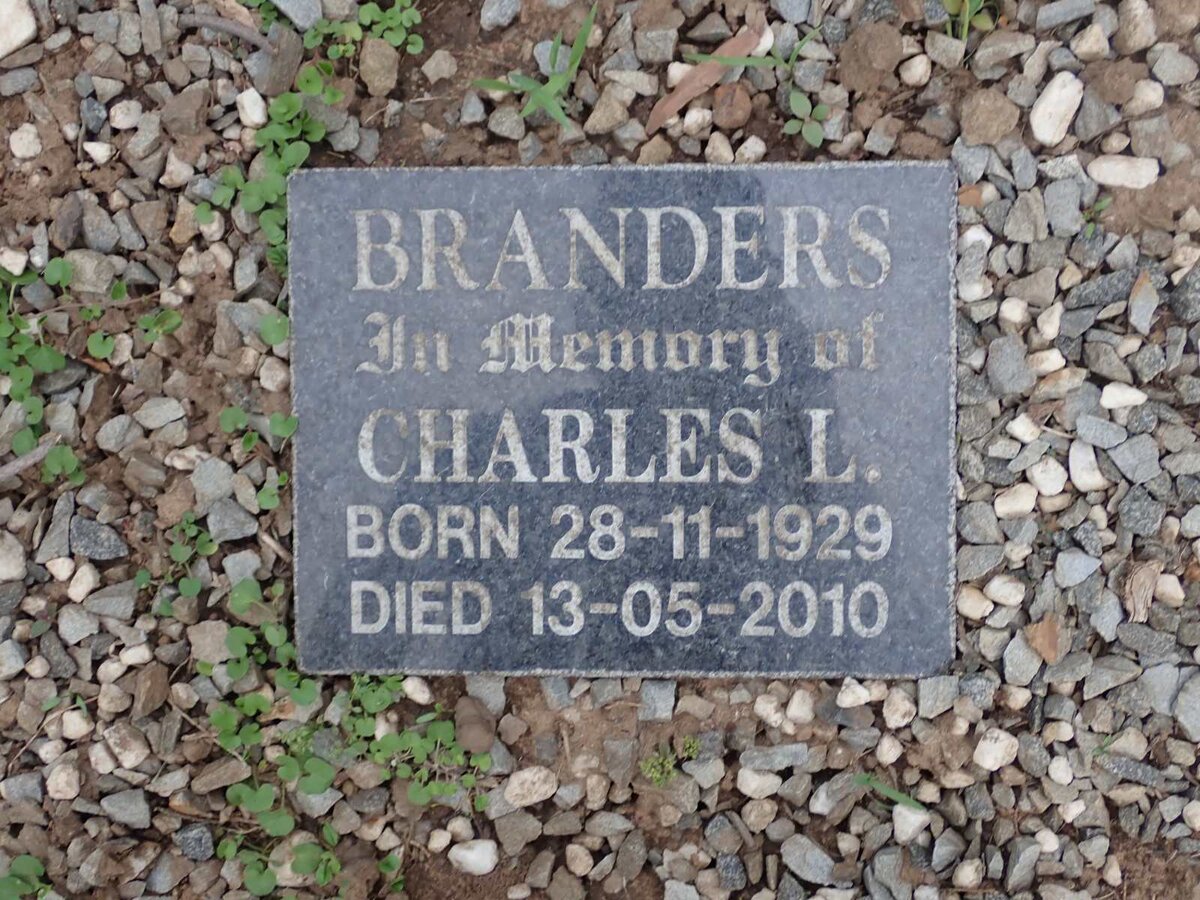 BRANDERS
In Memory of
CHARLES L.
BORN 28-11-1929
DIED 13-05-2010